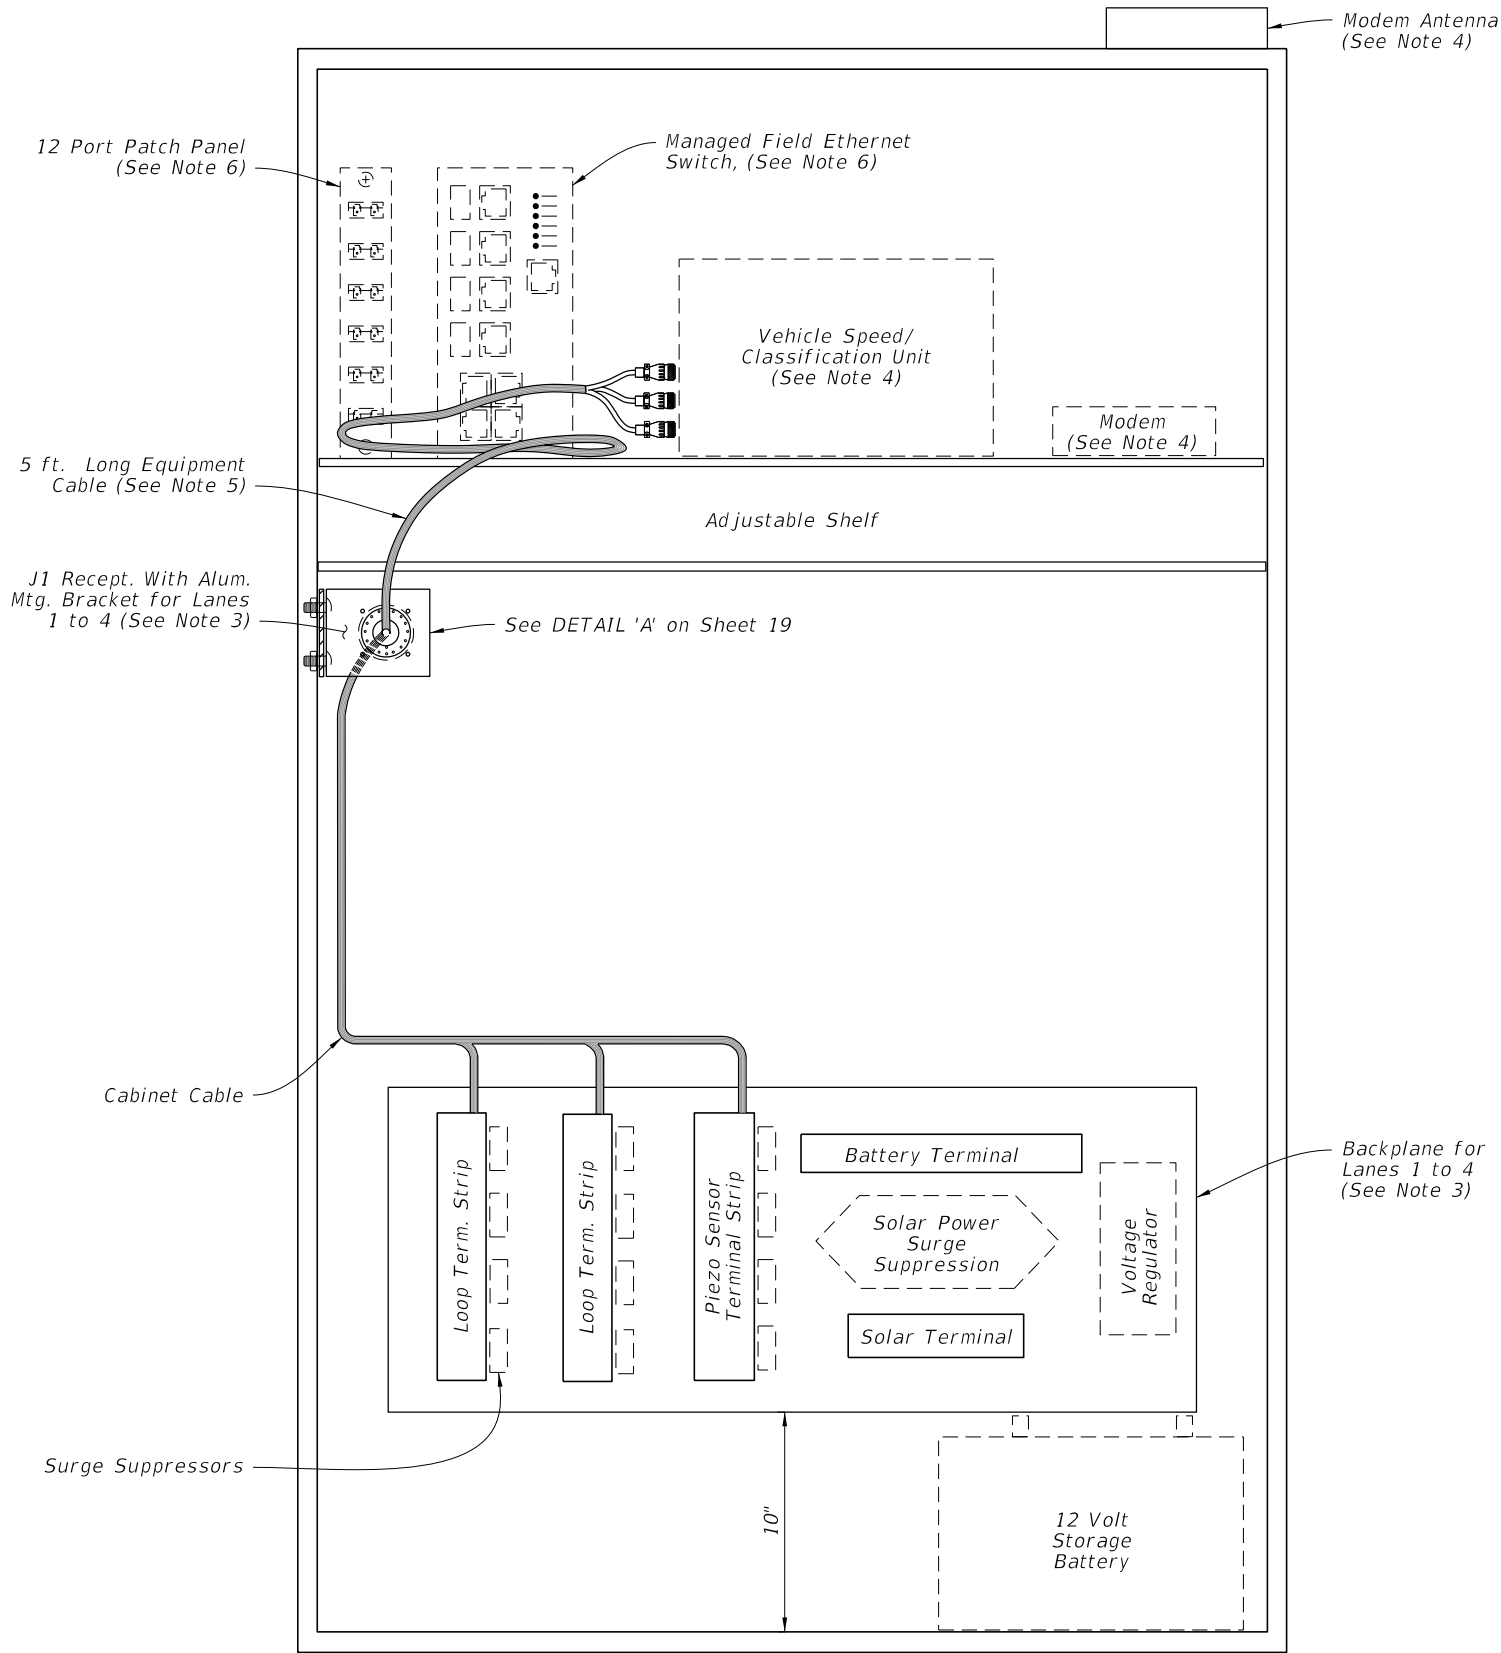 Modem Antenna
(See Note 4)
12 Port Patch Panel
(See Note 6)
Managed Field Ethernet
Switch, (See Note 6)
Vehicle Speed/
Classification Unit
(See Note 4)
Modem
(See Note 4)
5 ft. Long Equipment
Cable (See Note 5)
Adjustable Shelf
J1 Recept. With Alum.
Mtg. Bracket for Lanes
1 to 4 (See Note 3)
See DETAIL 'A' on Sheet 19
Cabinet Cable
Loop Term. Strip
Loop Term. Strip
Piezo Sensor
Terminal Strip
Battery Terminal
Solar Power
Surge
Suppression
Solar Terminal
Voltage
Regulator
Backplane for
Lanes 1 to 4
(See Note 3)
Surge Suppressors
10"
12 Volt
Storage
Battery